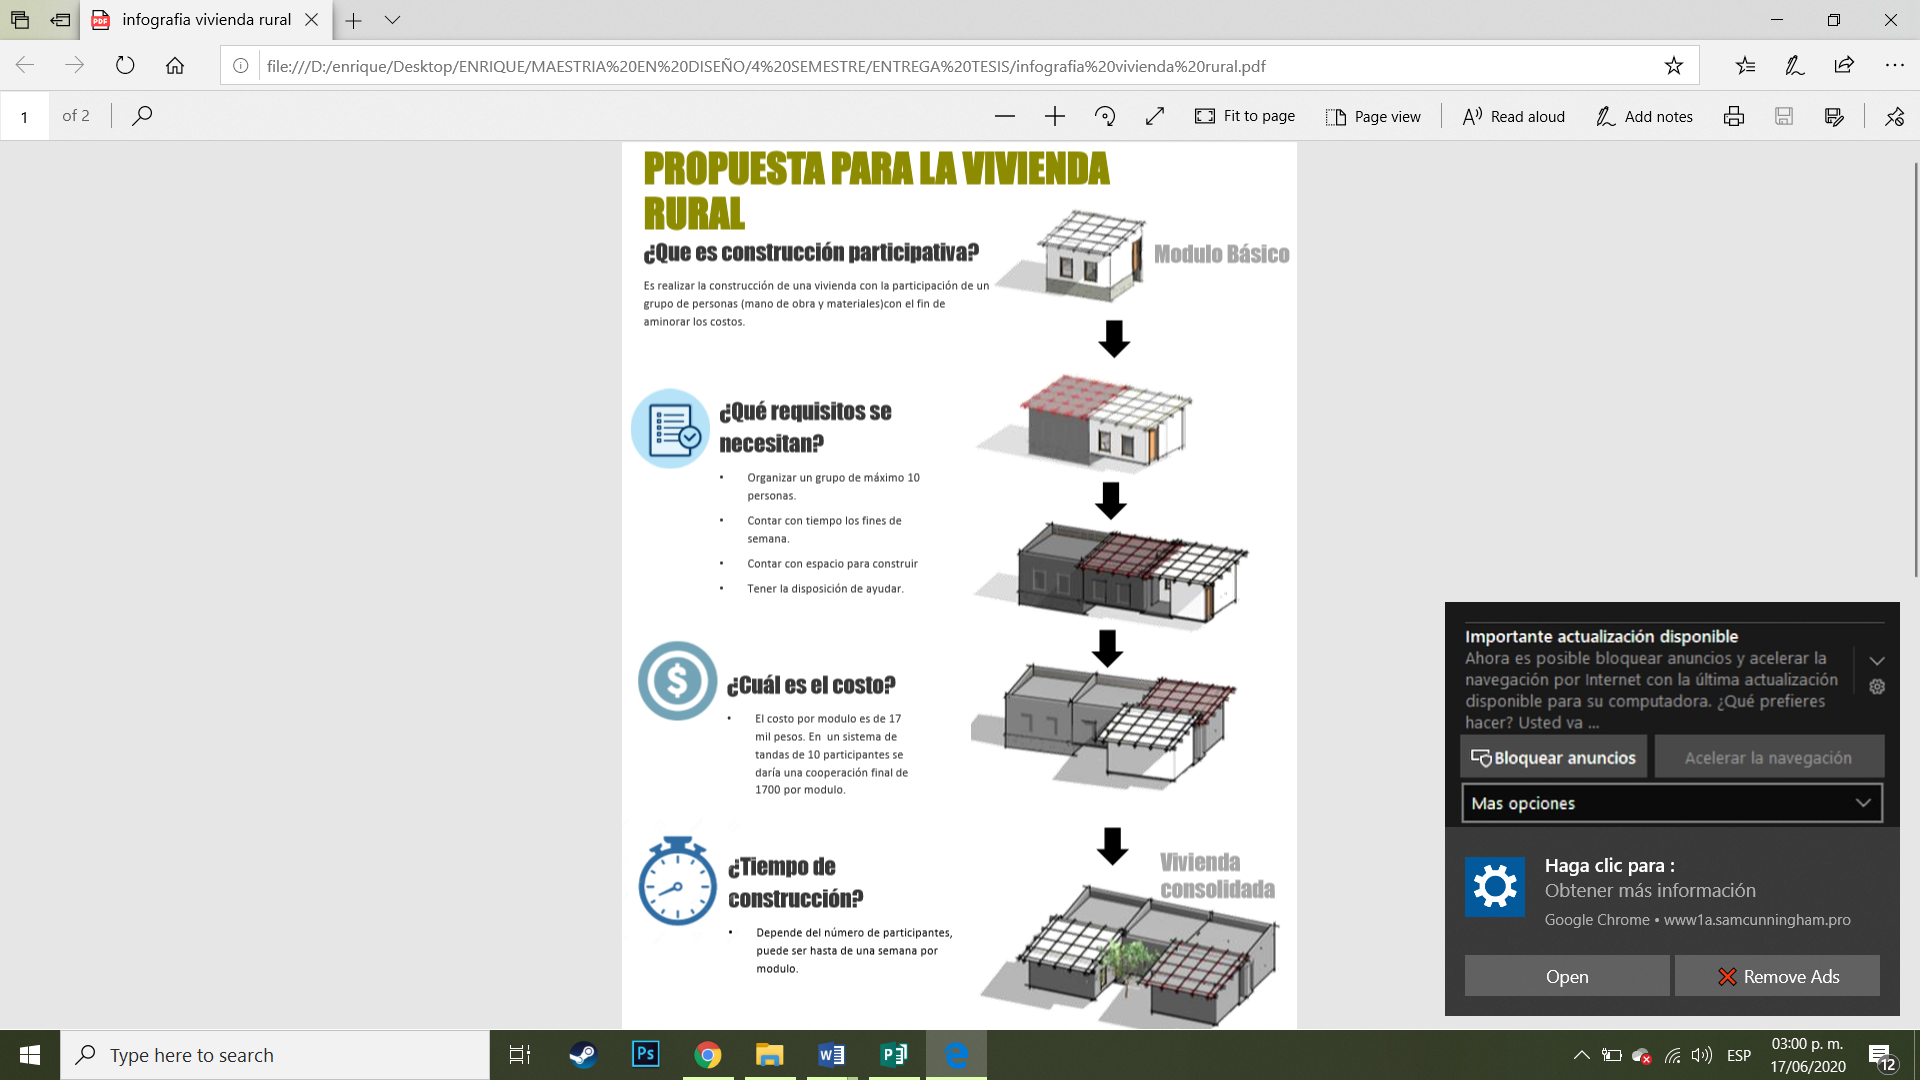 infografia vivienda rural
file:///D:/enrique/Desktop/ENRIQUE/MAESTRIA%20EN%20DISEÑO/4%20SEMESTRE/ENTREGA%20TESIS/infografia%20vivienda%20rural.pdf
1 of 2
Fit to page
Page view
Read aloud
Add notes
PROPUESTA PARA LA VIVIENDA
RURAL
¿Que es construcción participativa?
Es realizar la construcción de una vivienda con la participación de un
grupo de personas (mano de obra y materiales)con el fin de
aminorar los costos.
Modulo Básico
¿Qué requisitos se
necesitan?
• Organizar un grupo de máximo 10
personas.
• Contar con tiempo los fines de
semana.
• Contar con espacio para construir
• Tener la disposición de ayudar.
¿Cuál es el costo?
• El costo por modulo es de 17
mil pesos. En  un sistema de
tandas de 10 participantes se
daría una cooperación final de
1700 por modulo.
¿Tiempo de
construcción?
• Depende del número de participantes,
puede ser hasta de una semana por
modulo.
Vivienda
consolidada
Importante actualización disponible
Ahora es posible bloquear anuncios y acelerar la
navegación por Internet con la última actualización
disponible para su computadora. ¿Qué prefieres
hacer? Usted va ...
Bloquear anuncios
Acelerar la navegación
Mas opciones
Haga clic para :
Obtener más información
Google Chrome • www1a.samcunningham.pro
Open
Remove Ads
Type here to search
Ps
ESP
03:00 p. m.
17/06/2020
12